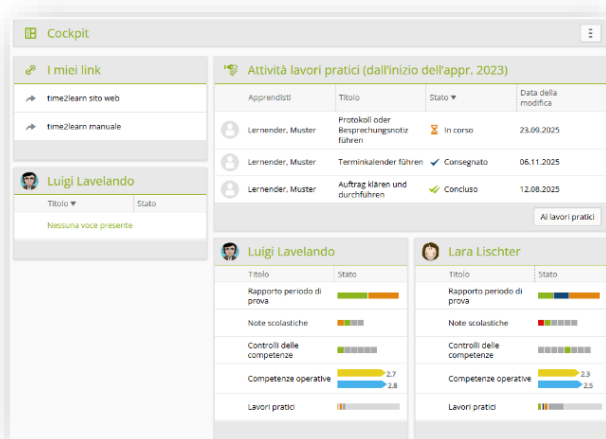 Cockpit
I miei link
time2learn sito web
time2learn manuale
Luigi Lavelando
Titolo ▼ Stato
Nessuna voce presente
Attività lavori pratici (dall'inizio dell'appr. 2023)
Apprendisti Titolo Stato ▼ Data della
modifica
Lernender, Muster Protokoll oder
Besprechungsnotiz
führen In corso 23.09.2025
Lernender, Muster Terminkalender führen Consegnato 06.11.2025
Lernender, Muster Auftrag klären und
durchführen Concluso 12.08.2025
Ai lavori pratici
Luigi Lavelando
Titolo Stato
Rapporto periodo di
prova
Note scolastiche
Controlli delle
competenze
Competenze operative 2.7
2.8
Lavori pratici
Lara Lischter
Titolo Stato
Rapporto periodo di
prova
Note scolastiche
Controlli delle
competenze
Competenze operative 2.3
2.5
Lavori pratici